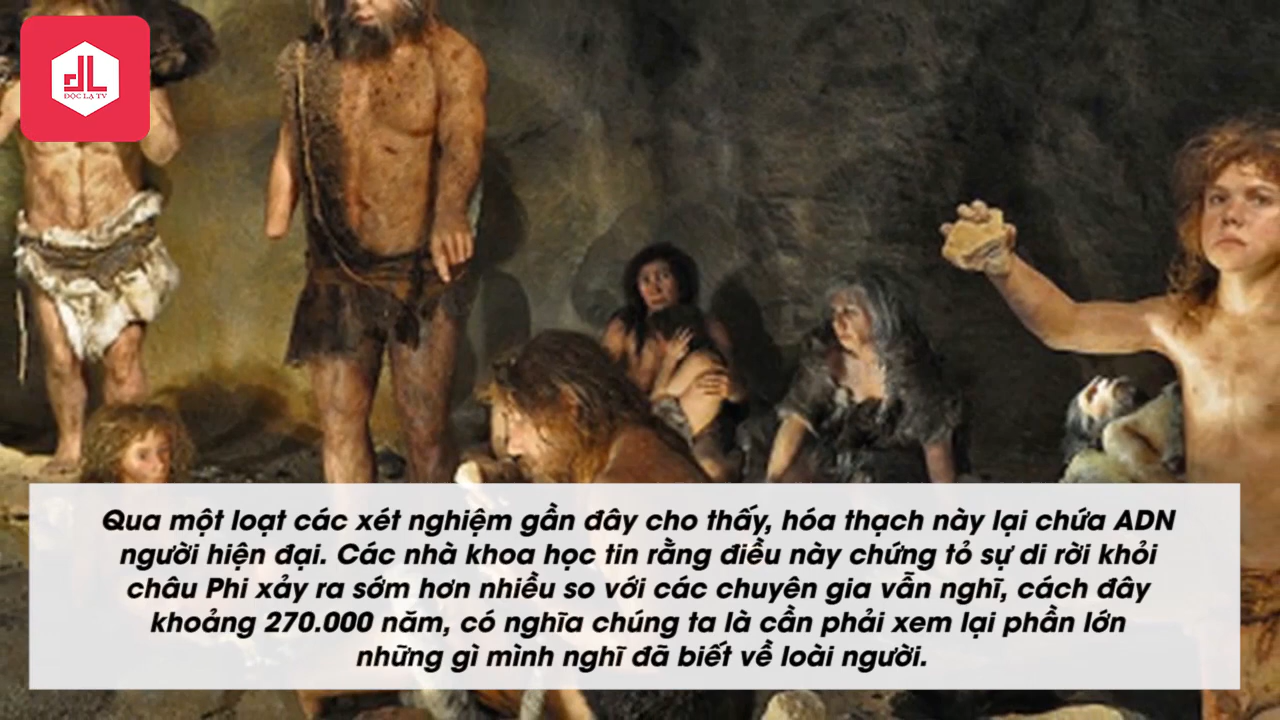 ĐỘC LẠ TV
Qua một loạt các xét nghiệm gần đây cho thấy, hóa thạch này lại chứa ADN
người hiện đại. Các nhà khoa học tin rằng điều này chứng tỏ sự di rời khỏi
châu Phi xảy ra sớm hơn nhiều so với các chuyên gia vẫn nghĩ, cách đây
khoảng 270.000 năm, có nghĩa chúng ta là cần phải xem lại phần lớn
những gì mình nghĩ đã biết về loài người.